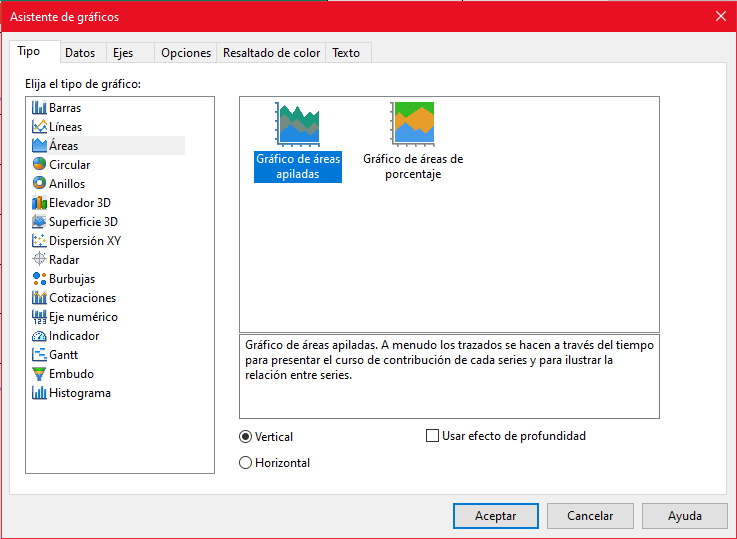 Asistente de gráficos
Tipo
Datos
Ejes
Opciones
Resaltado de color
Texto
Elija el tipo de gráfico:
Barras
Líneas
Áreas
Circular
Anillos
Elevador 3D
Superficie 3D
Dispersión XY
Radar
Burbujas
Cotizaciones
Eje numérico
Indicador
Gantt
Embudo
Histograma
Gráfico de áreas
apiladas
Gráfico de áreas de
porcentaje
Gráfico de áreas apiladas. A menudo los trazados se hacen a través del tiempo
para presentar el curso de contribución de cada series y para ilustrar la
relación entre series.
Vertical
Usar efecto de profundidad
Horizontal
Aceptar
Cancelar
Ayuda